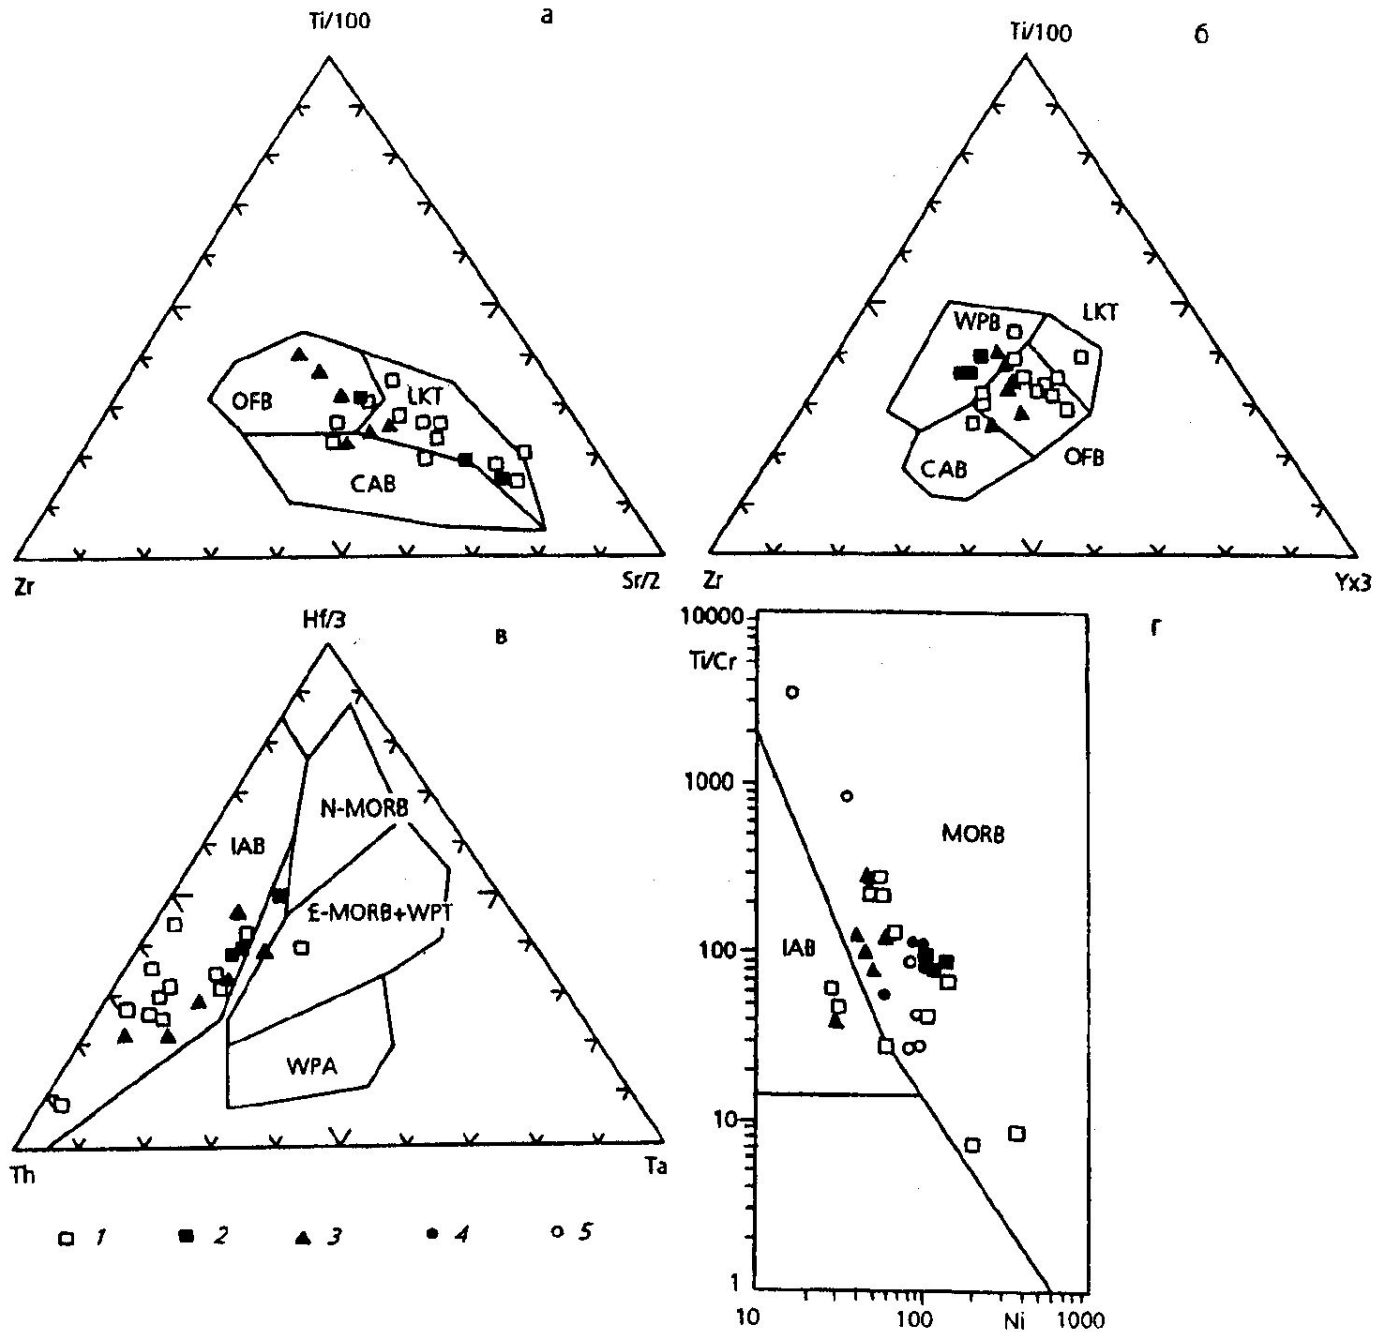 Ti/100
а
OFB
LKT
CAB
Zr
Sr/2
Ti/100
б
WPB
LKT
CAB
OFB
Zr
Yx3
Hf/3
в
N-MORB
IAB
E-MORB+WPT
WPA
Th
Ta
г
10000
Ti/Cr
1000
MORB
100
IAB
10
1
10
100
Ni
1000
1
2
3
4
5